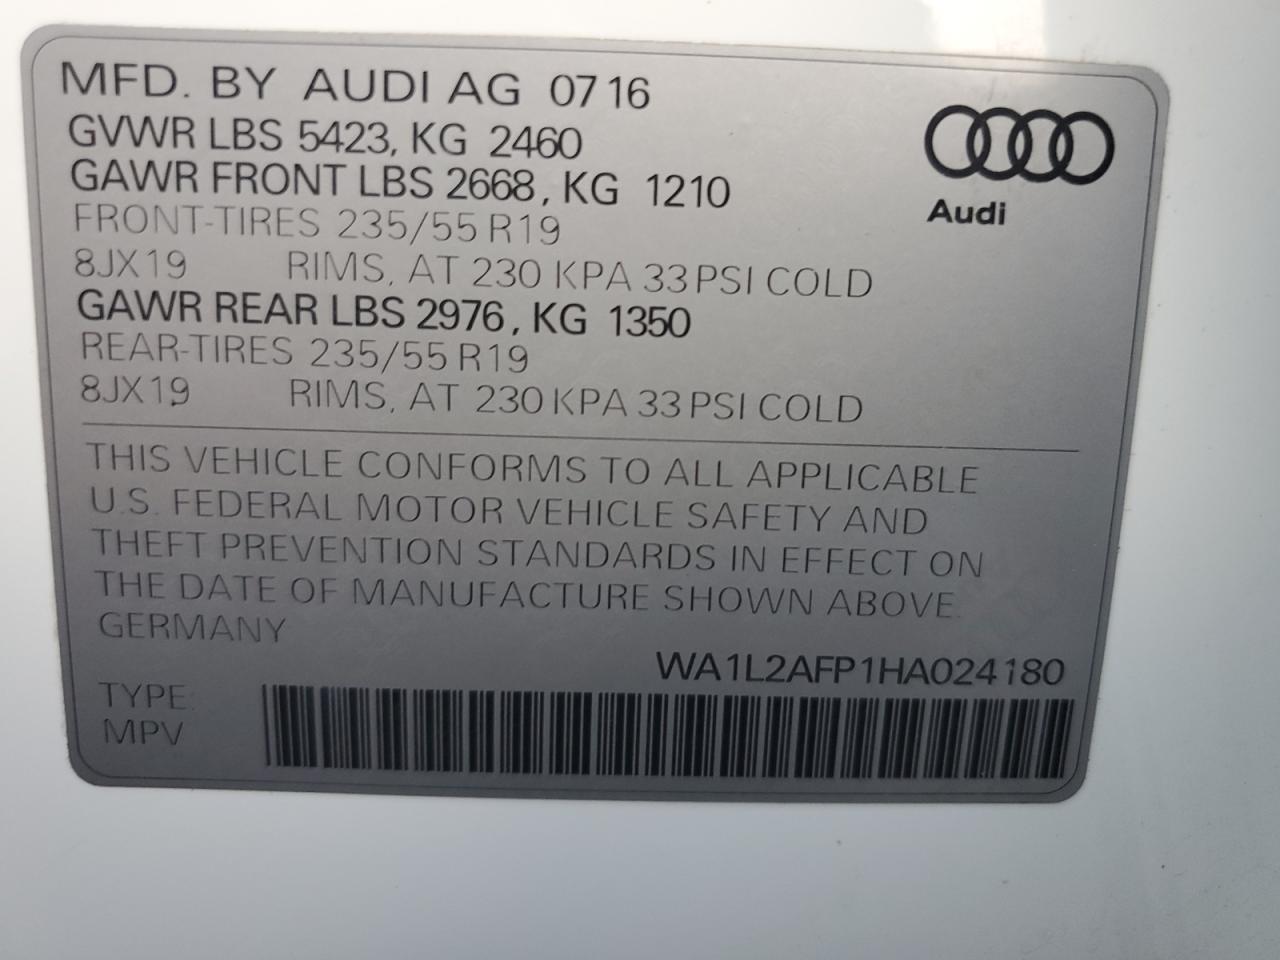 MFD. BY AUDI AG 07 16
GVWR LBS 5423, KG 2460
GAWR FRONT LBS 2668, KG 1210
FRONT-TIRES 235/55 R19
8JX19 RIMS, AT 230 KPA 33 PSI COLD
GAWR REAR LBS 2976, KG 1350
REAR-TIRES 235/55 R19
8JX19 RIMS, AT 230 KPA 33 PSI COLD
Audi
THIS VEHICLE CONFORMS TO ALL APPLICABLE
U.S. FEDERAL MOTOR VEHICLE SAFETY AND
THEFT PREVENTION STANDARDS IN EFFECT ON
THE DATE OF MANUFACTURE SHOWN ABOVE.
GERMANY
WA1L2AFP1HA024180
TYPE:
MPV